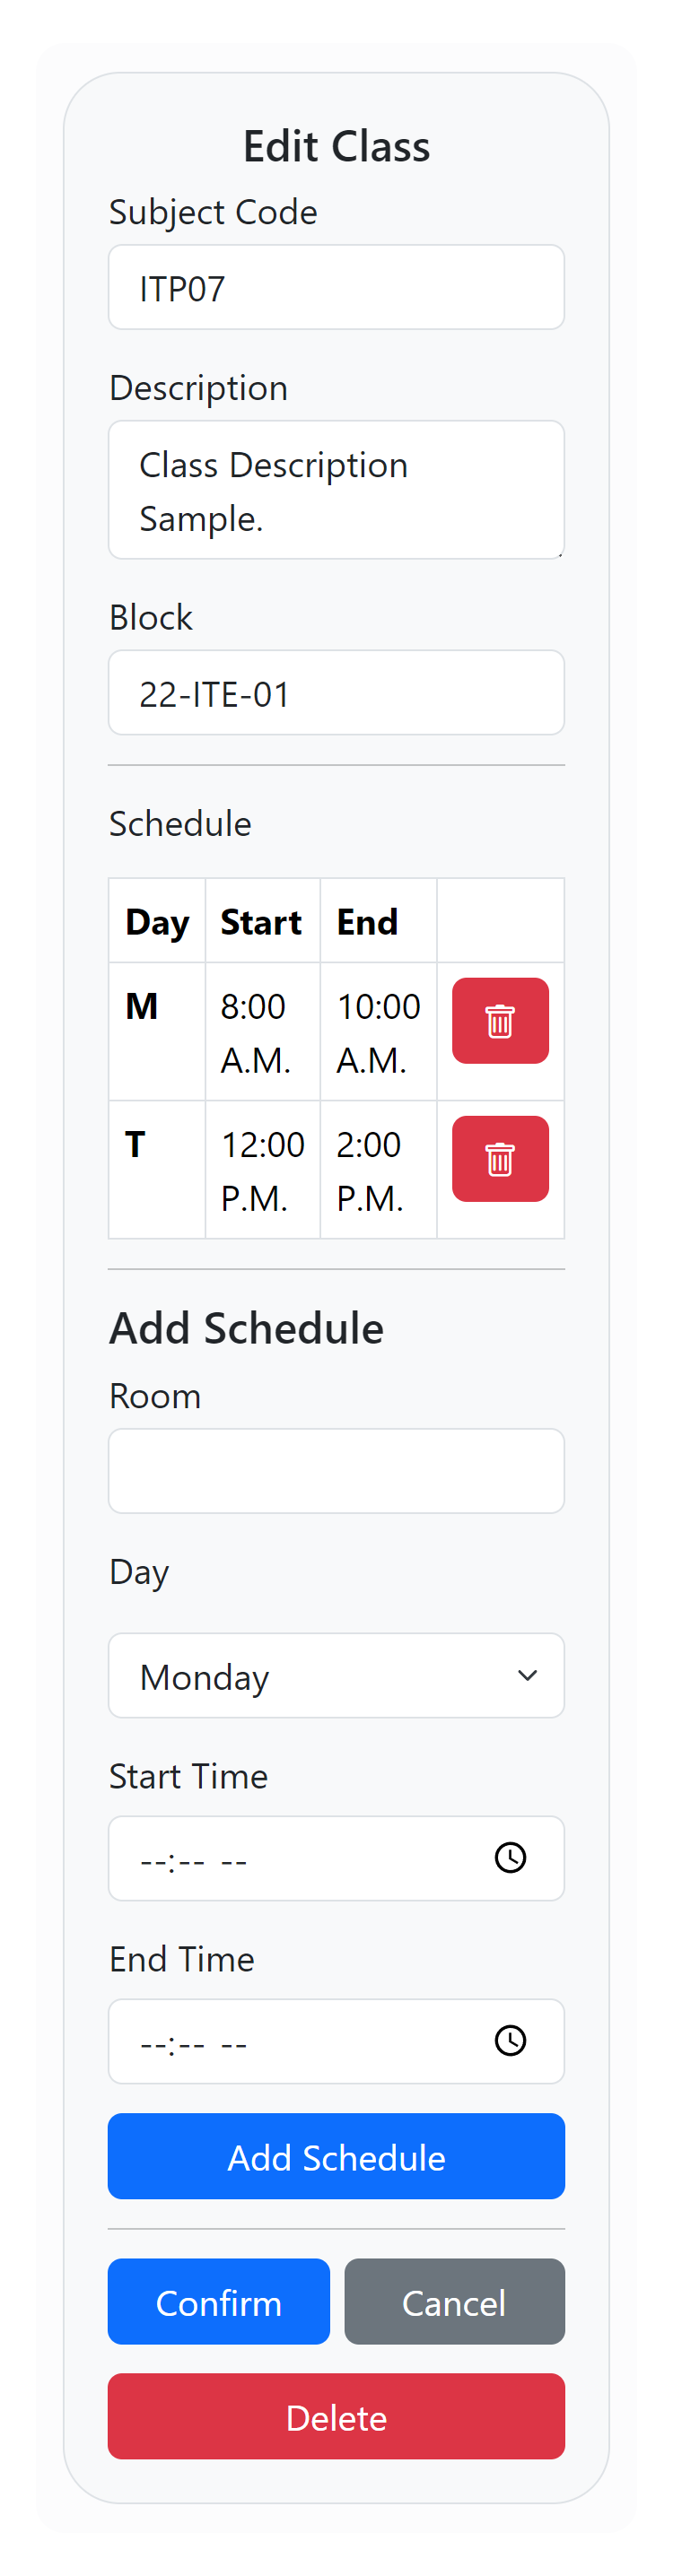 Edit Class
Subject Code
ITP07
Description
Class Description
Sample.
Block
22-ITE-01
Schedule
Day Start End
M 8:00 A.M. 10:00 A.M.
T 12:00 P.M. 2:00 P.M.
Add Schedule
Room
Day
Monday
Start Time
--:-- --
End Time
--:-- --
Add Schedule
Confirm Cancel
Delete